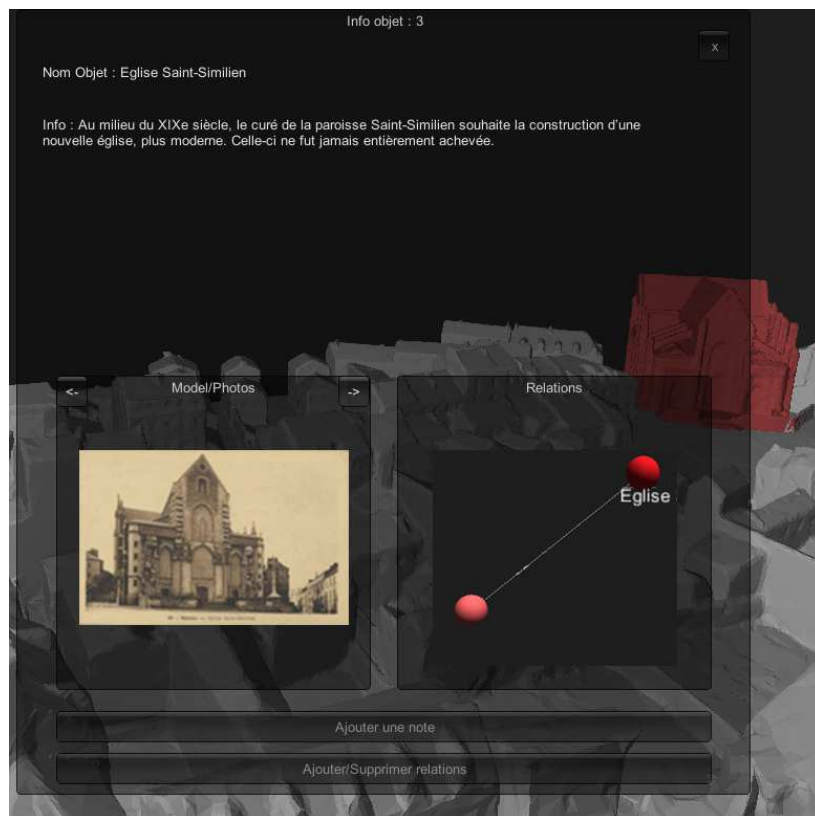 Info objet : 3
x
Nom Objet : Eglise Saint-Similien
Info : Au milieu du XIXe siècle, le curé de la paroisse Saint-Similien souhaite la construction d'une
nouvelle église, plus moderne. Celle-ci ne fut jamais entièrement achevée.
<- Model/Photos ->
Relations
Eglise
Ajouter une note
Ajouter/Supprimer relations